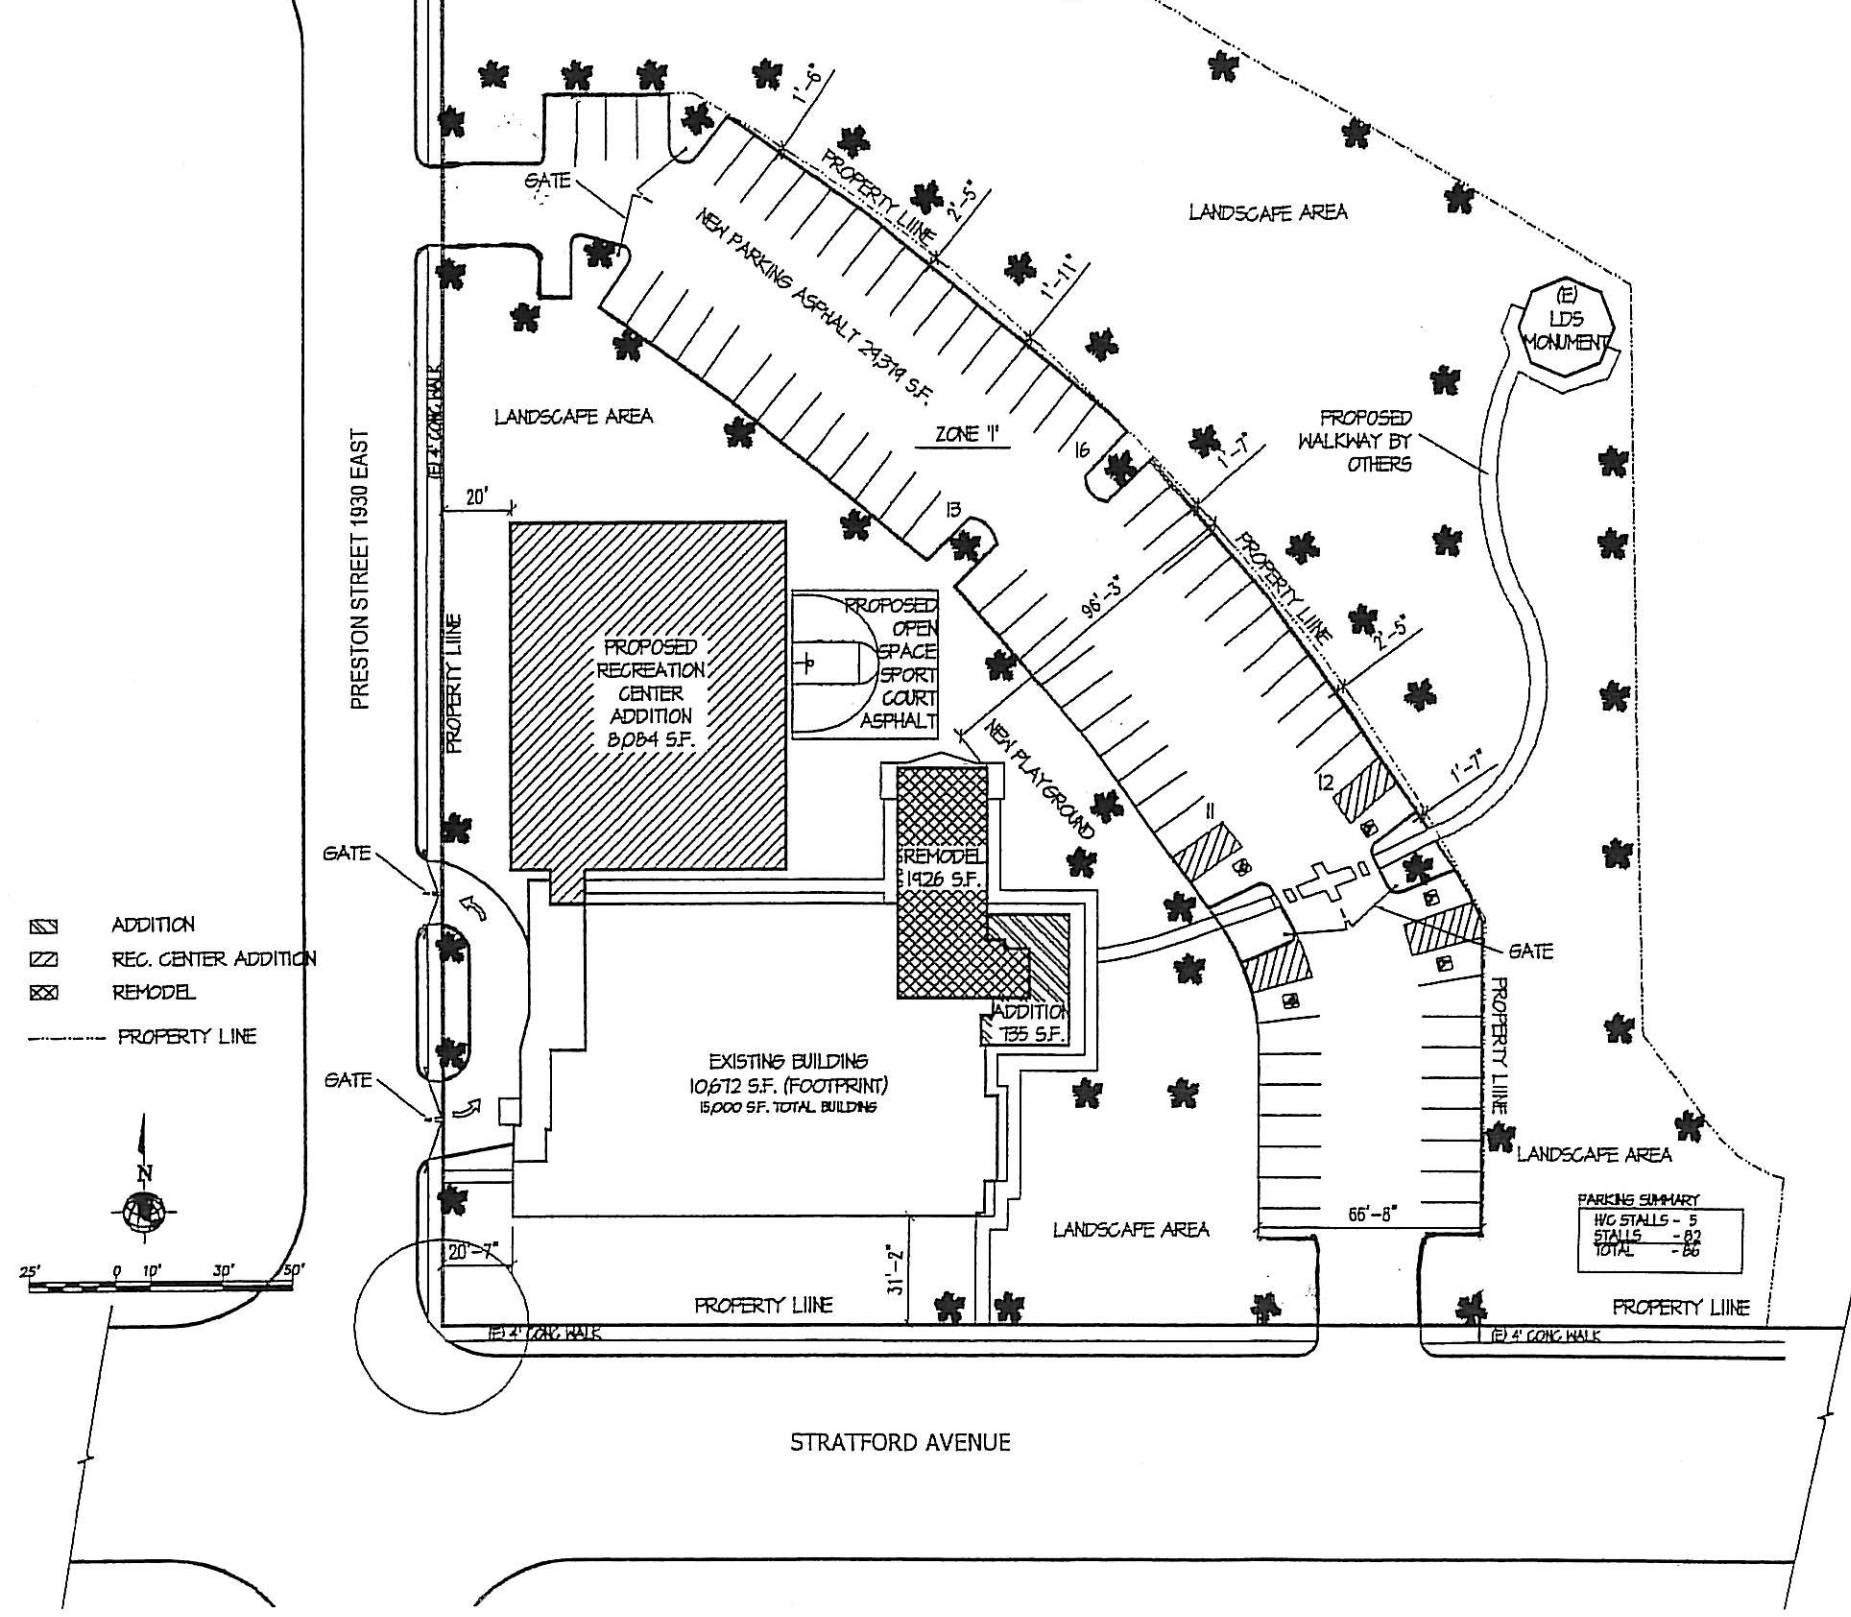 1'-6"
PROPERTY LIINE
GATE
2'-5"
LANDSCAPE AREA
NEW PARKING ASPHALT 29,379 S.F.
1'-11"
(E)
LDS
MONUMENT
(E) 4' CONC WALK
LANDSCAPE AREA
ZONE '1'
16
1'-7"
PROPOSED
WALKWAY BY
OTHERS
PRESTON STREET 1930 EAST
20'
13
PROPERTY LIINE
96'-3"
PROPERTY LIINE
PROPOSED
RECREATION
CENTER
ADDITION
8,084 S.F.
PROPOSED
OPEN
SPACE
SPORT
COURT
ASPHALT
2'-5"
NEW PLAYGROUND
1'-7"
12
11
GATE
REMODEL
1926 S.F.
ADDITION
REC. CENTER ADDITION
REMODEL
PROPERTY LINE
GATE
PROPERTY LIINE
ADDITION
735 S.F.
EXISTING BUILDING
10,672 S.F. (FOOTPRINT)
15,000 S.F. TOTAL BUILDING
GATE
N
LANDSCAPE AREA
PARKING SUMMARY
H/C STALLS - 5
STALLS - 82
TOTAL - 86
66'-8"
LANDSCAPE AREA
20'-7"
31'-2"
25' 0 10' 30' 50'
PROPERTY LIINE
PROPERTY LIINE
(E) 4' CONC WALK
(E) 4' CONC WALK
STRATFORD AVENUE